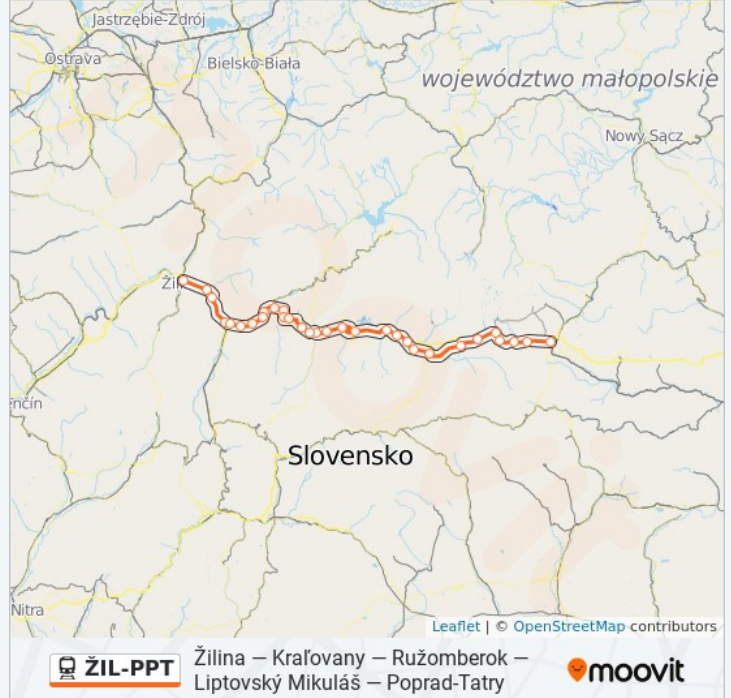 Jastrzębie-Zdrój
Ostrava
Bielsko-Biała
województwo małopolskie
Nowy Sącz
Žil
nčín
Slovensko
Nitra
Leaflet | © OpenStreetMap contributors
ŽIL-PPT
Žilina – Kraľovany – Ružomberok –
Liptovský Mikuláš – Poprad-Tatry
moovit